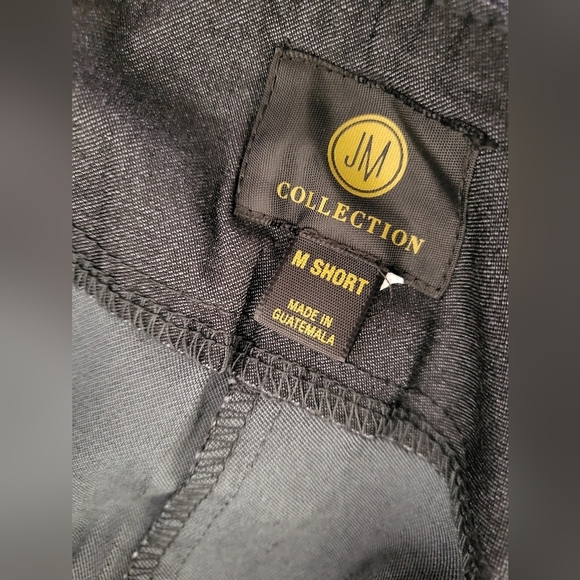 JM
COLLECTION
M SHORT
MADE IN
GUATEMALA